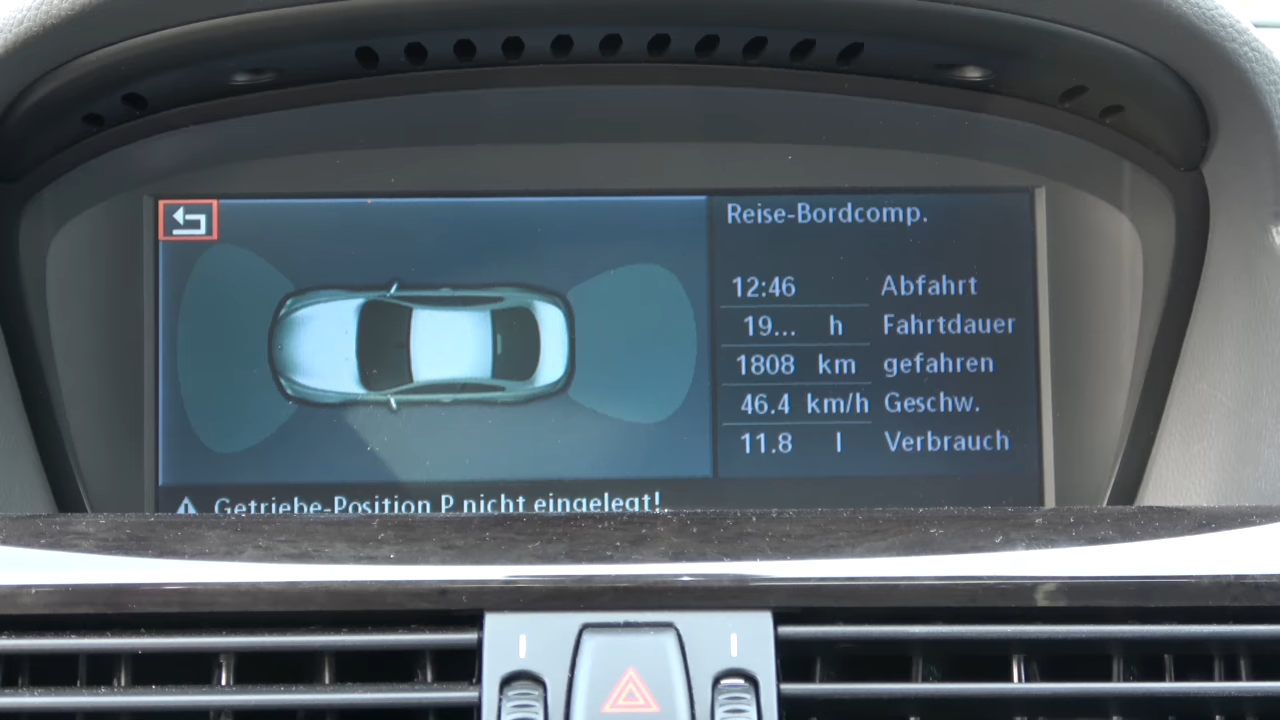 Reise-Bordcomp.
12:46 Abfahrt
19... h Fahrtdauer
1808 km gefahren
46.4 km/h Geschw.
11.8 l Verbrauch
Getriebe-Position P nicht eingelegt!